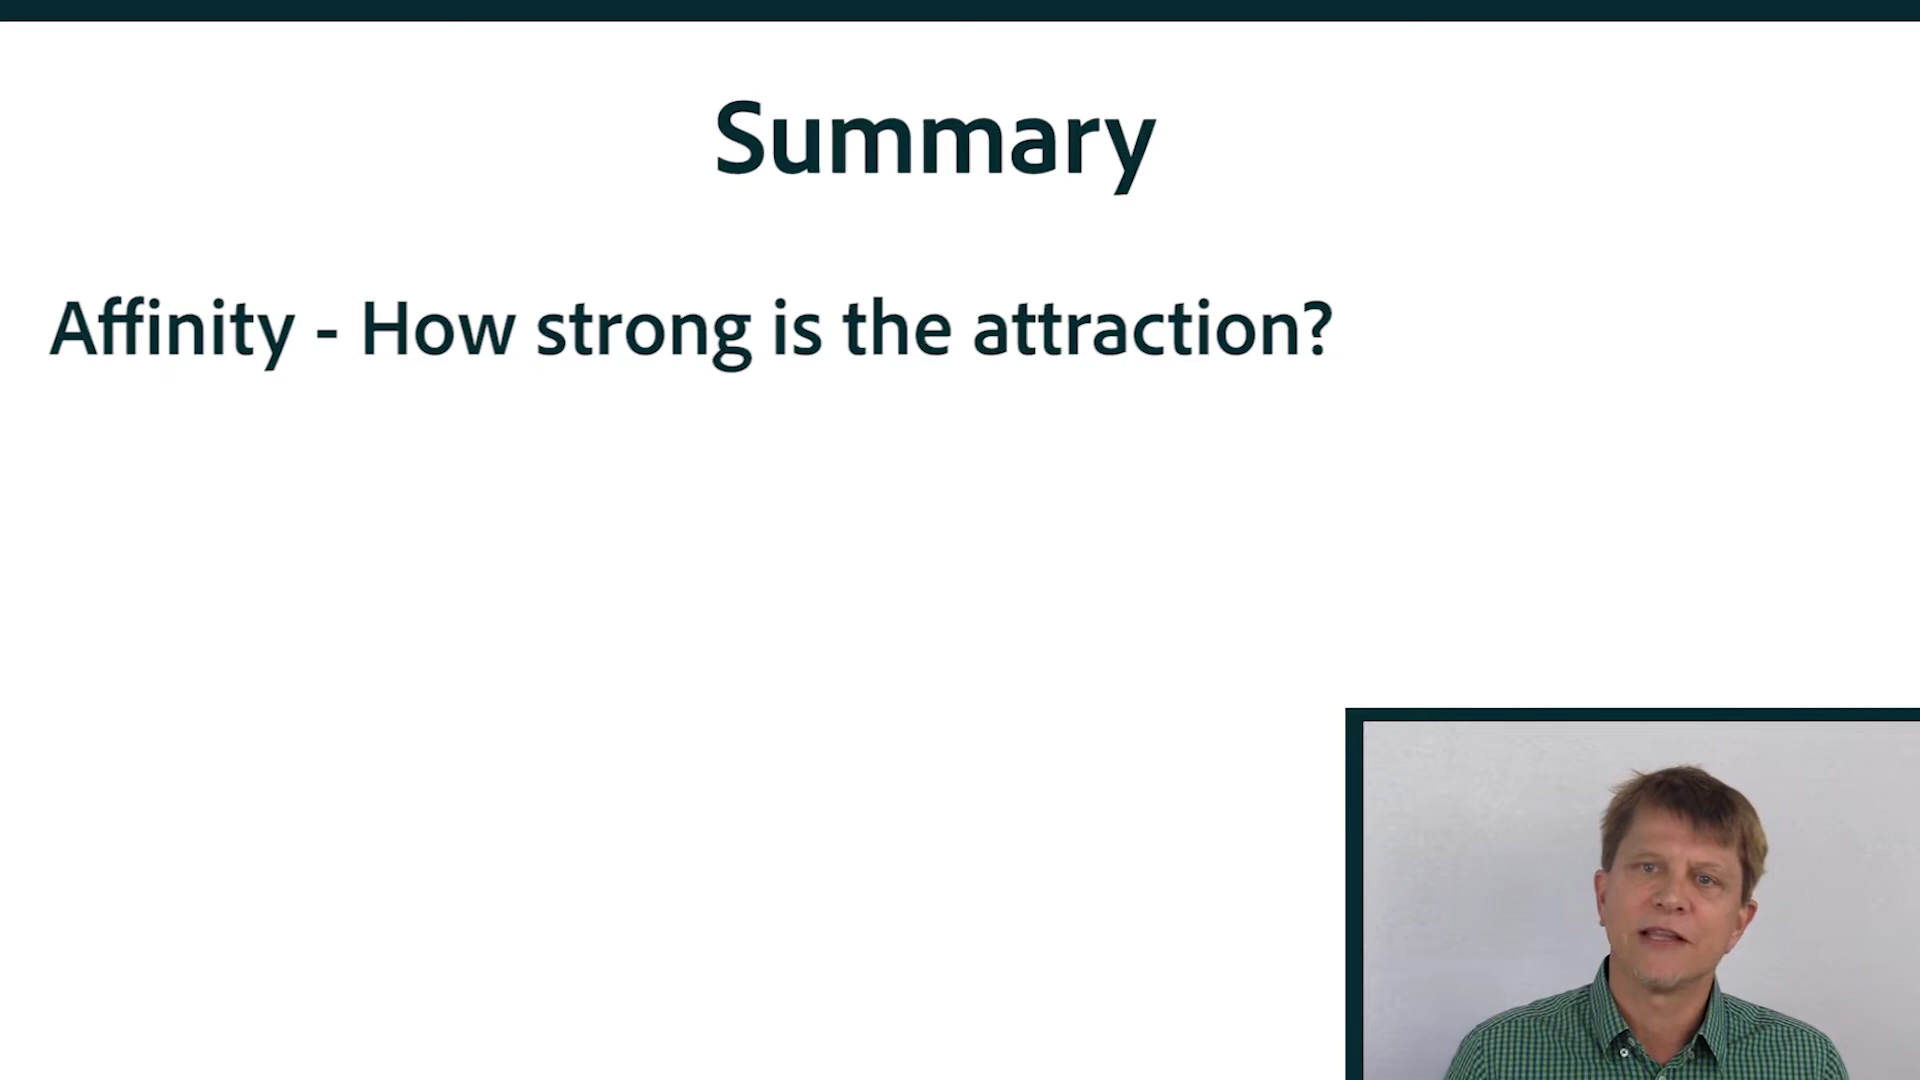 Summary
Affinity - How strong is the attraction?